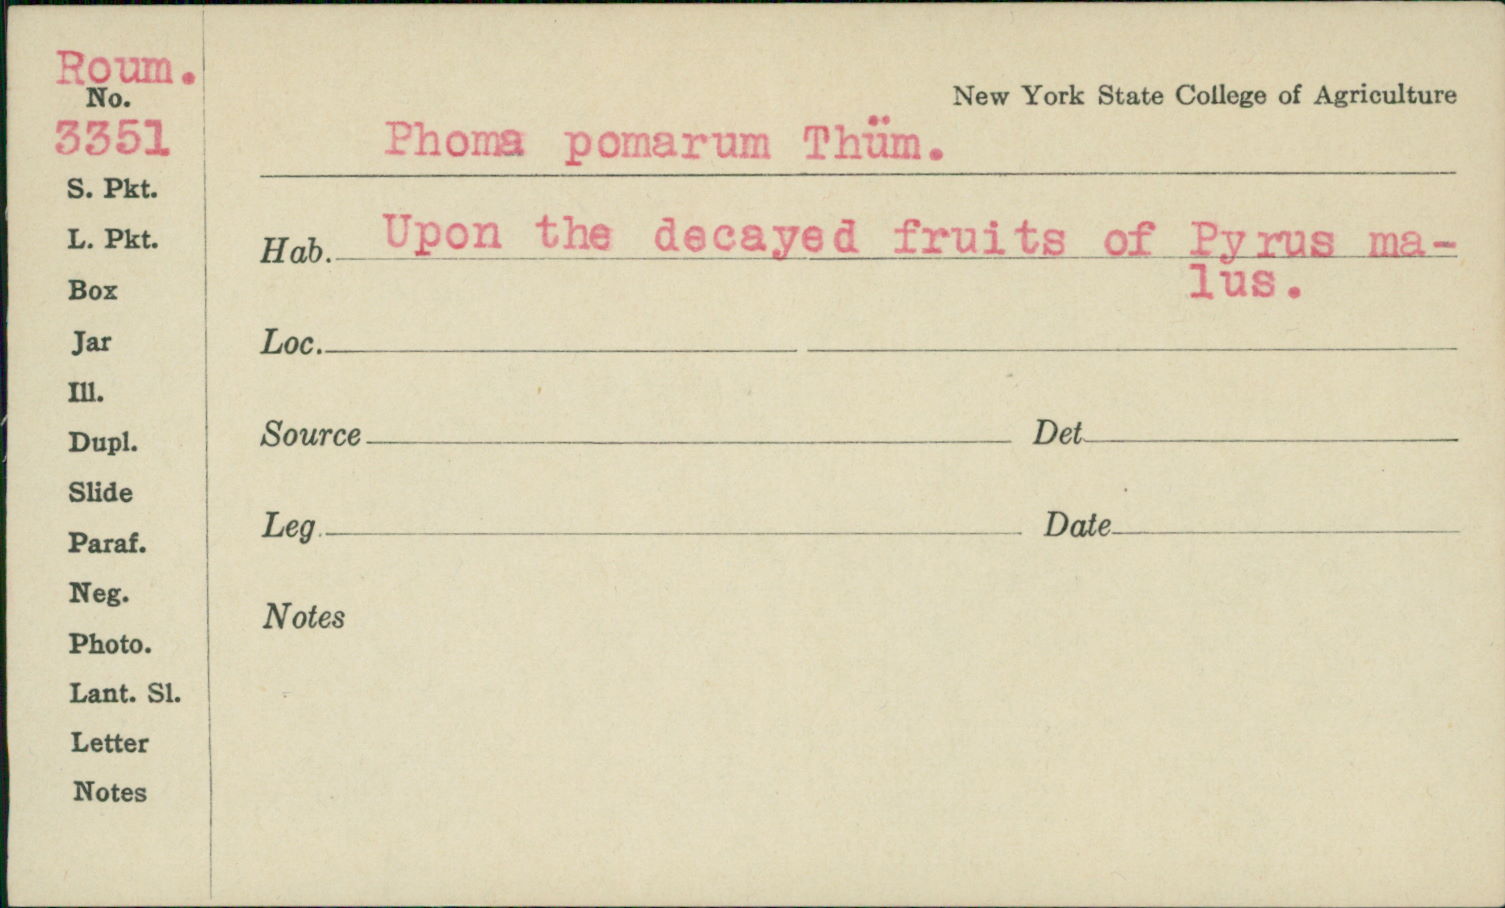 Roum.
No.
3351
S. Pkt.
L. Pkt.
Box
Jar
Ill.
Dupl.
Slide
Paraf.
Neg.
Photo.
Lant. Sl.
Letter
Notes
New York State College of Agriculture
Phoma pomarum Thüm.
Hab. Upon the decayed fruits of Pyrus ma-
lus.
Loc.
Source Det.
Leg. Date
Notes